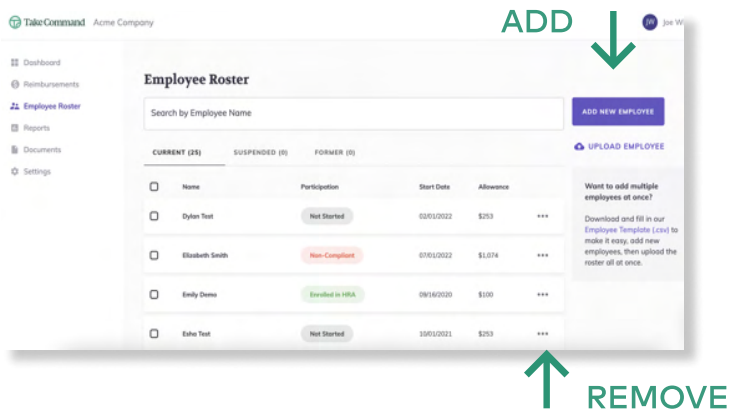 ADD
Take Command Acme Company
JW Joe W
Dashboard
Reimbursements
Employee Roster
Reports
Documents
Settings
Employee Roster
Search by Employee Name
ADD NEW EMPLOYEE
UPLOAD EMPLOYEE
CURRENT (25) SUSPENDED (0) FORMER (0)
Name Participation Start Date Allowance
Dylan Test Not Started 02/01/2022 $253 •••
Elizabeth Smith Non-Compliant 07/01/2022 $1,074 •••
Emily Demo Enrolled in HRA 09/16/2020 $100 •••
Esha Test Not Started 10/01/2021 $253 •••
Want to add multiple
employees at once?
Download and fill in our
Employee Template (.csv) to
make it easy, add new
employees, then upload the
roster all at once.
REMOVE